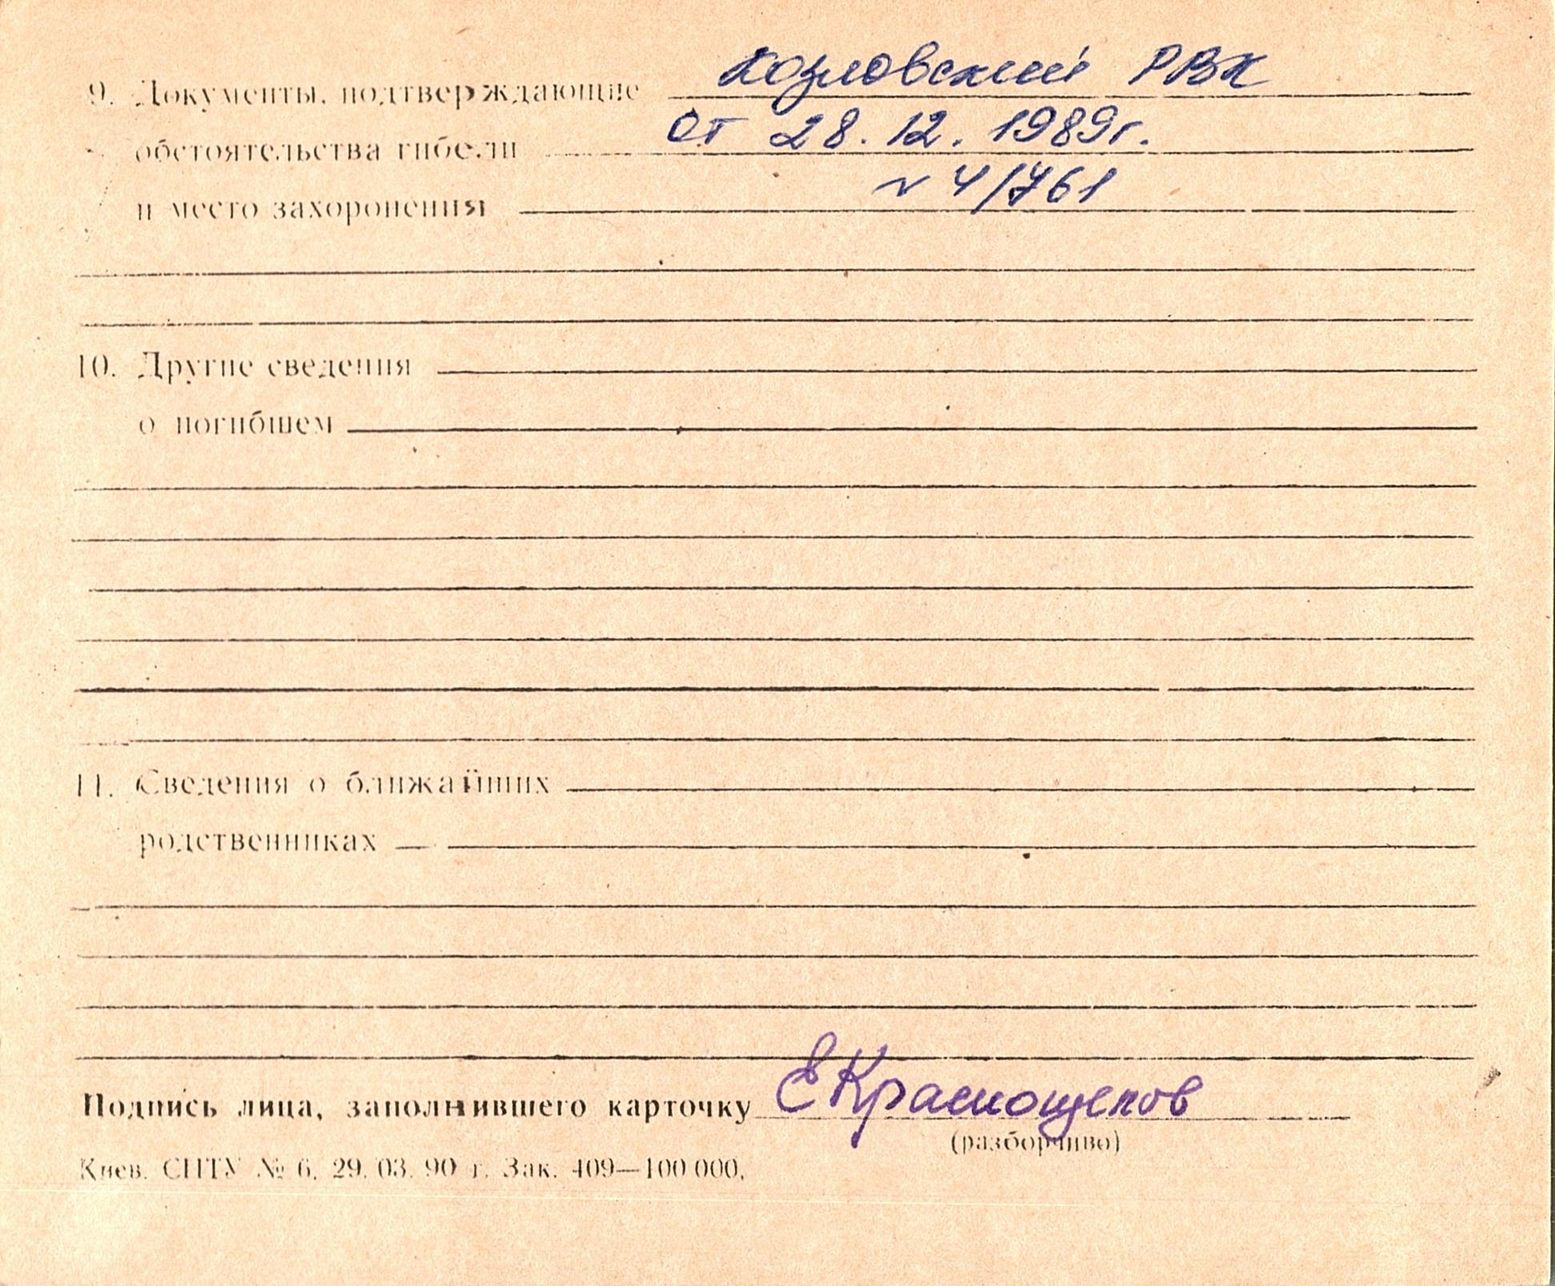 9. Документы, подтверждающие Козловский РВК
обстоятельства гибели от 28.12.1989г.
и место захоронения № 4/761
10. Другие сведения
о погибшем
11. Сведения о ближайших
родственниках
Подпись лица, заполнившего карточку ЕКраснощеков
(разборчиво)
Киев. СПТУ № 6. 29. 03. 90 г. Зак. 409—100 000.